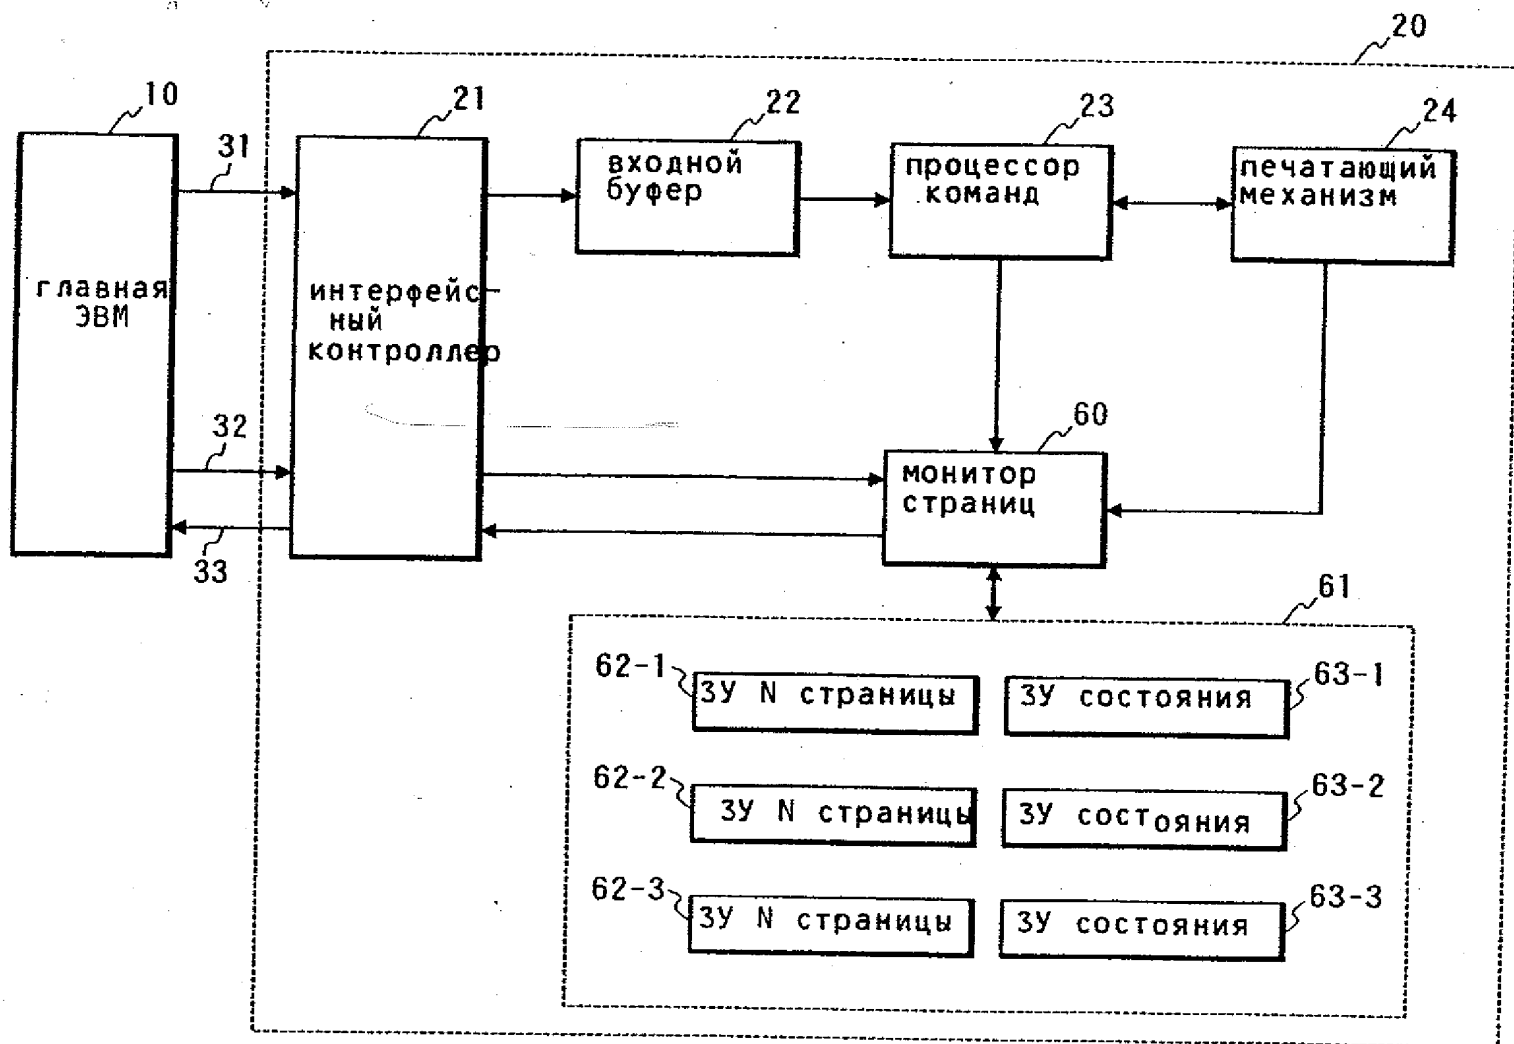 20
10
21
22
23
24
31
входной
буфер
процессор
команд
печатающий
механизм
главная
ЭВМ
интерфейс-
ный
контроллер
32
33
60
монитор
страниц
61
62-1
ЗУ N страницы
ЗУ состояния
63-1
62-2
ЗУ N страницы
ЗУ состояния
63-2
62-3
ЗУ N страницы
ЗУ состояния
63-3